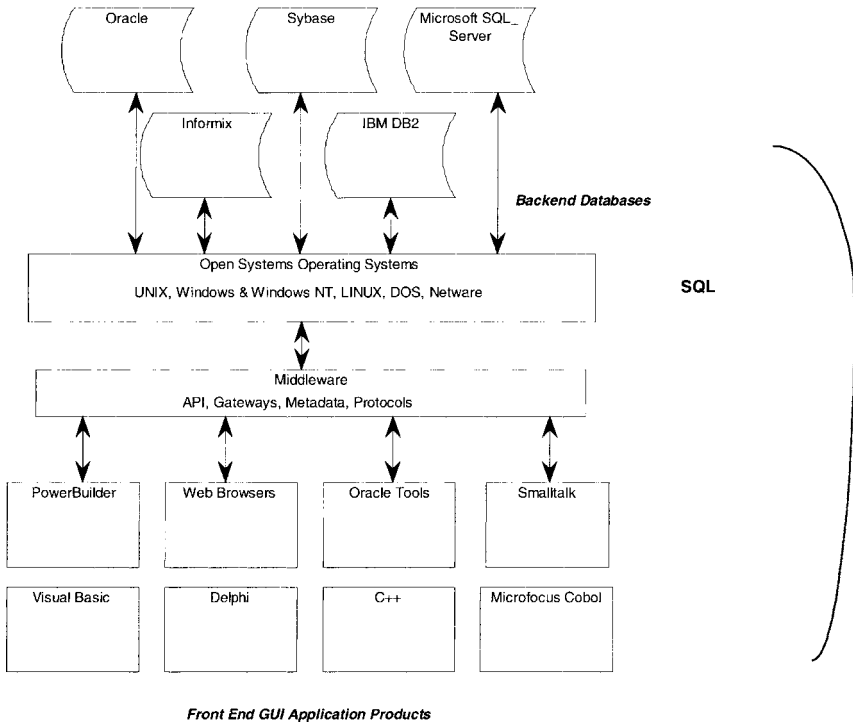 Oracle
Sybase
Microsoft SQL_
Server
Informix
IBM DB2
Backend Databases
Open Systems Operating Systems
UNIX, Windows & Windows NT, LINUX, DOS, Netware
SQL
Middleware
API, Gateways, Metadata, Protocols
PowerBuilder
Web Browsers
Oracle Tools
Smalltalk
Visual Basic
Delphi
C++
Microfocus Cobol
Front End GUI Application Products